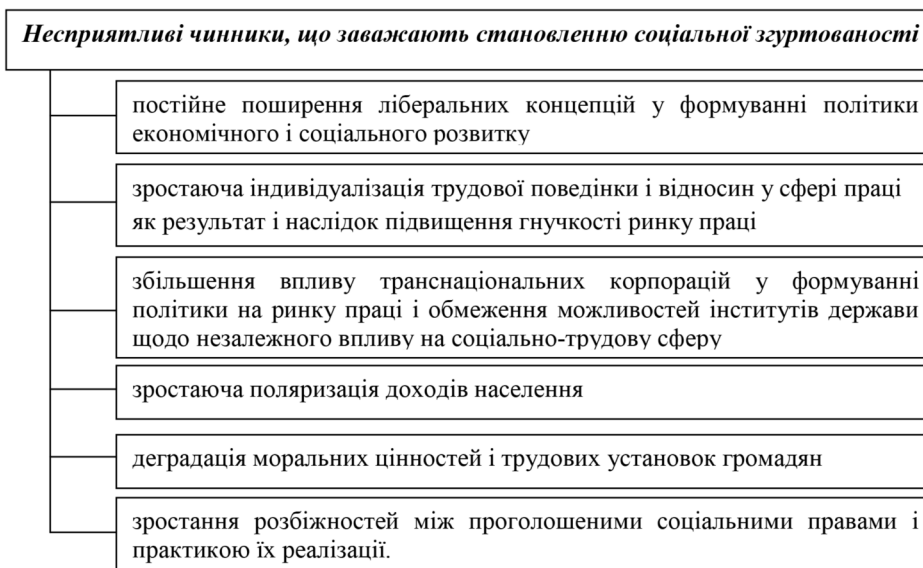 Несприятливі чинники, що заважають становленню соціальної згуртованості
постійне поширення ліберальних концепцій у формуванні політики
економічного і соціального розвитку
зростаюча індивідуалізація трудової поведінки і відносин у сфері праці
як результат і наслідок підвищення гнучкості ринку праці
збільшення впливу транснаціональних корпорацій у формуванні
політики на ринку праці і обмеження можливостей інститутів держави
щодо незалежного впливу на соціально-трудову сферу
зростаюча поляризація доходів населення
деградація моральних цінностей і трудових установок громадян
зростання розбіжностей між проголошеними соціальними правами і
практикою їх реалізації.